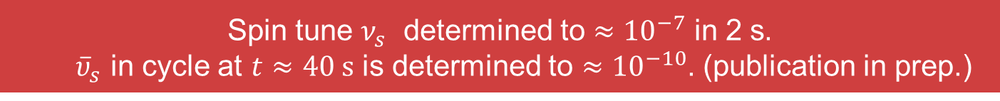 Spin tune νₛ determined to ≈ 10⁻⁷ in 2 s.
ῡₛ in cycle at t ≈ 40 s is determined to ≈ 10⁻¹⁰. (publication in prep.)